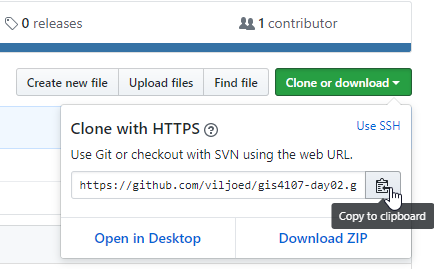 0 releases
1 contributor
Create new file
Upload files
Find file
Clone or download
Clone with HTTPS
Use SSH
Use Git or checkout with SVN using the web URL.
https://github.com/viljoed/gis4107-day02.g
Copy to clipboard
Open in Desktop
Download ZIP